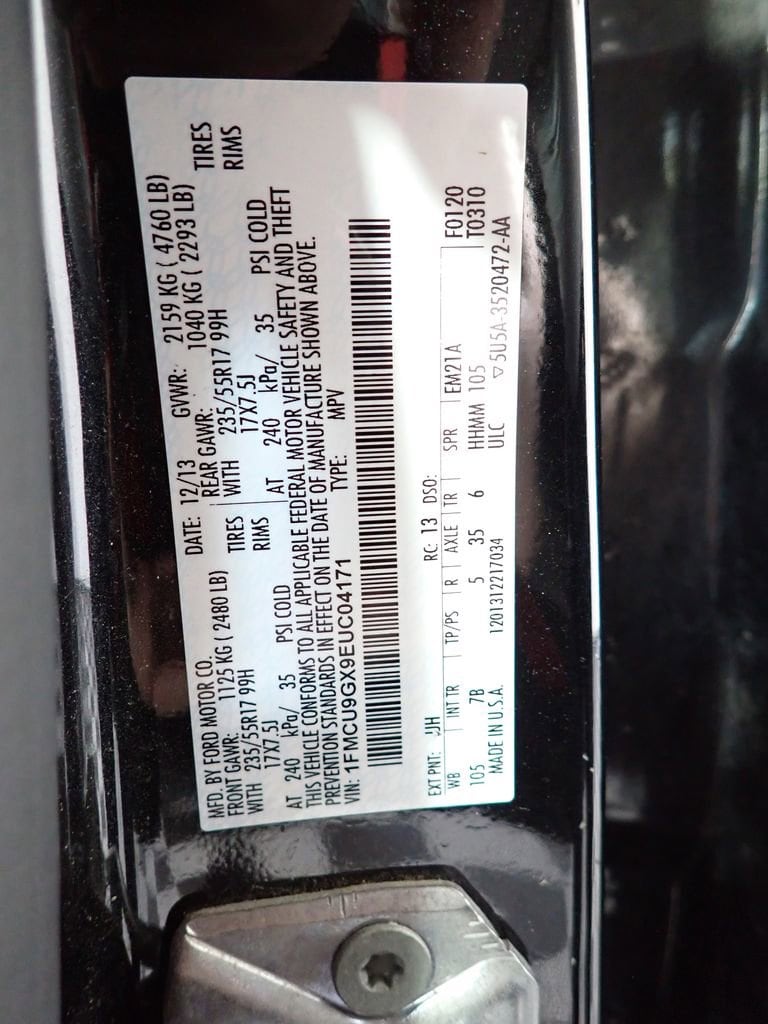 MFD. BY FORD MOTOR CO. DATE: 12/13 GVWR: 2159 KG ( 4760 LB)
FRONT GAWR: 1125 KG ( 2480 LB) REAR GAWR: 1040 KG ( 2293 LB)
WITH 235/55R17 99H TIRES WITH 235/55R17 99H TIRES
17X7.5J RIMS 17X7.5J RIMS
AT 240 kPa/ 35 PSI COLD AT 240 kPa/ 35 PSI COLD
THIS VEHICLE CONFORMS TO ALL APPLICABLE FEDERAL MOTOR VEHICLE SAFETY AND THEFT
PREVENTION STANDARDS IN EFFECT ON THE DATE OF MANUFACTURE SHOWN ABOVE.
VIN: 1FMCU9GX9EUC04171 TYPE: MPV
EXT PNT: JJH RC: 13 DSO: F0120
WB INT TR TP/PS R AXLE TR SPR EM21A T0310
105 7B 5 35 6 HHMM 105
MADE IN U.S.A. 1201312217034 ULC ▽5U5A-3520472-AA